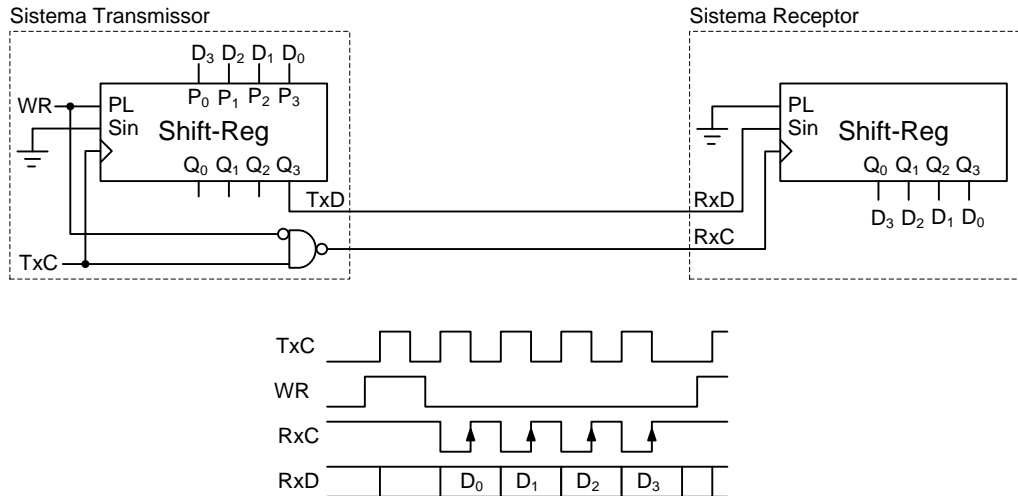 Sistema Transmissor
Sistema Receptor
D3 D2 D1 D0
WR
PL
P0 P1 P2 P3
Sin
Shift-Reg
Q0 Q1 Q2 Q3
TxD
TxC
RxD
RxC
PL
Sin
Shift-Reg
Q0 Q1 Q2 Q3
D3 D2 D1 D0
TxC
WR
RxC
RxD
D0 D1 D2 D3